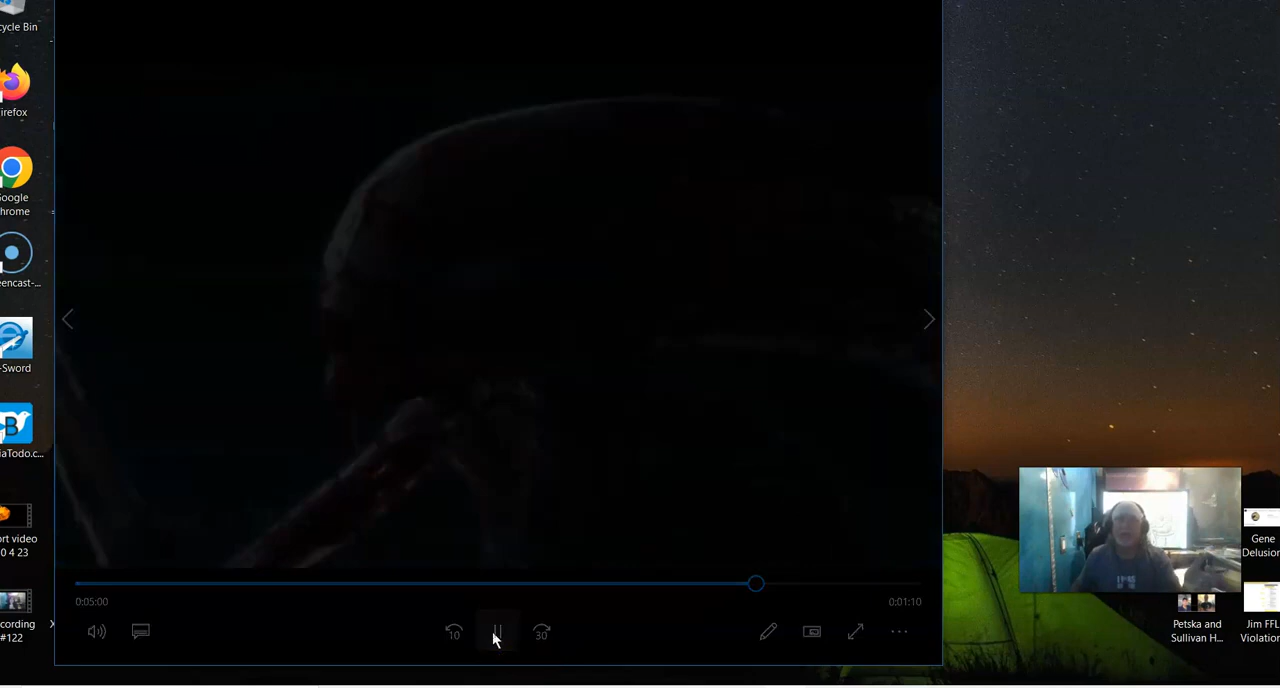 cycle Bin
irefox
Google
hrome
eencast-...
-Sword
B
iaTodo.c...
ort video
0 4 23
cording
#122
0:05:00
0:01:10
10
30
Gene
Delusion
Petska and
Sullivan H...
Jim FFL
Violation